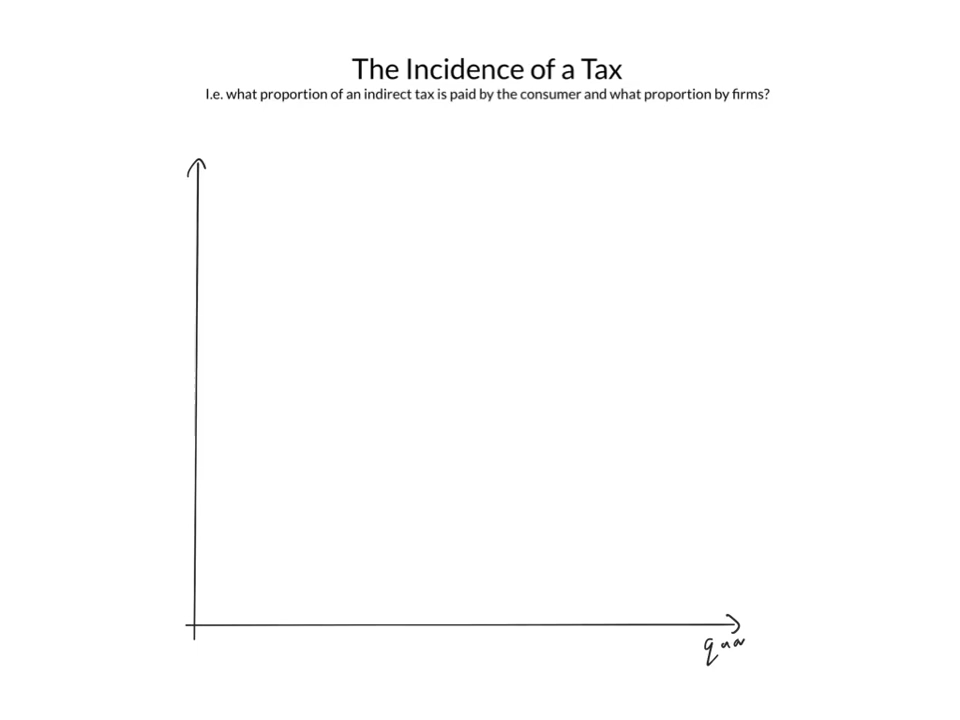 The Incidence of a Tax
I.e. what proportion of an indirect tax is paid by the consumer and what proportion by firms?
qua